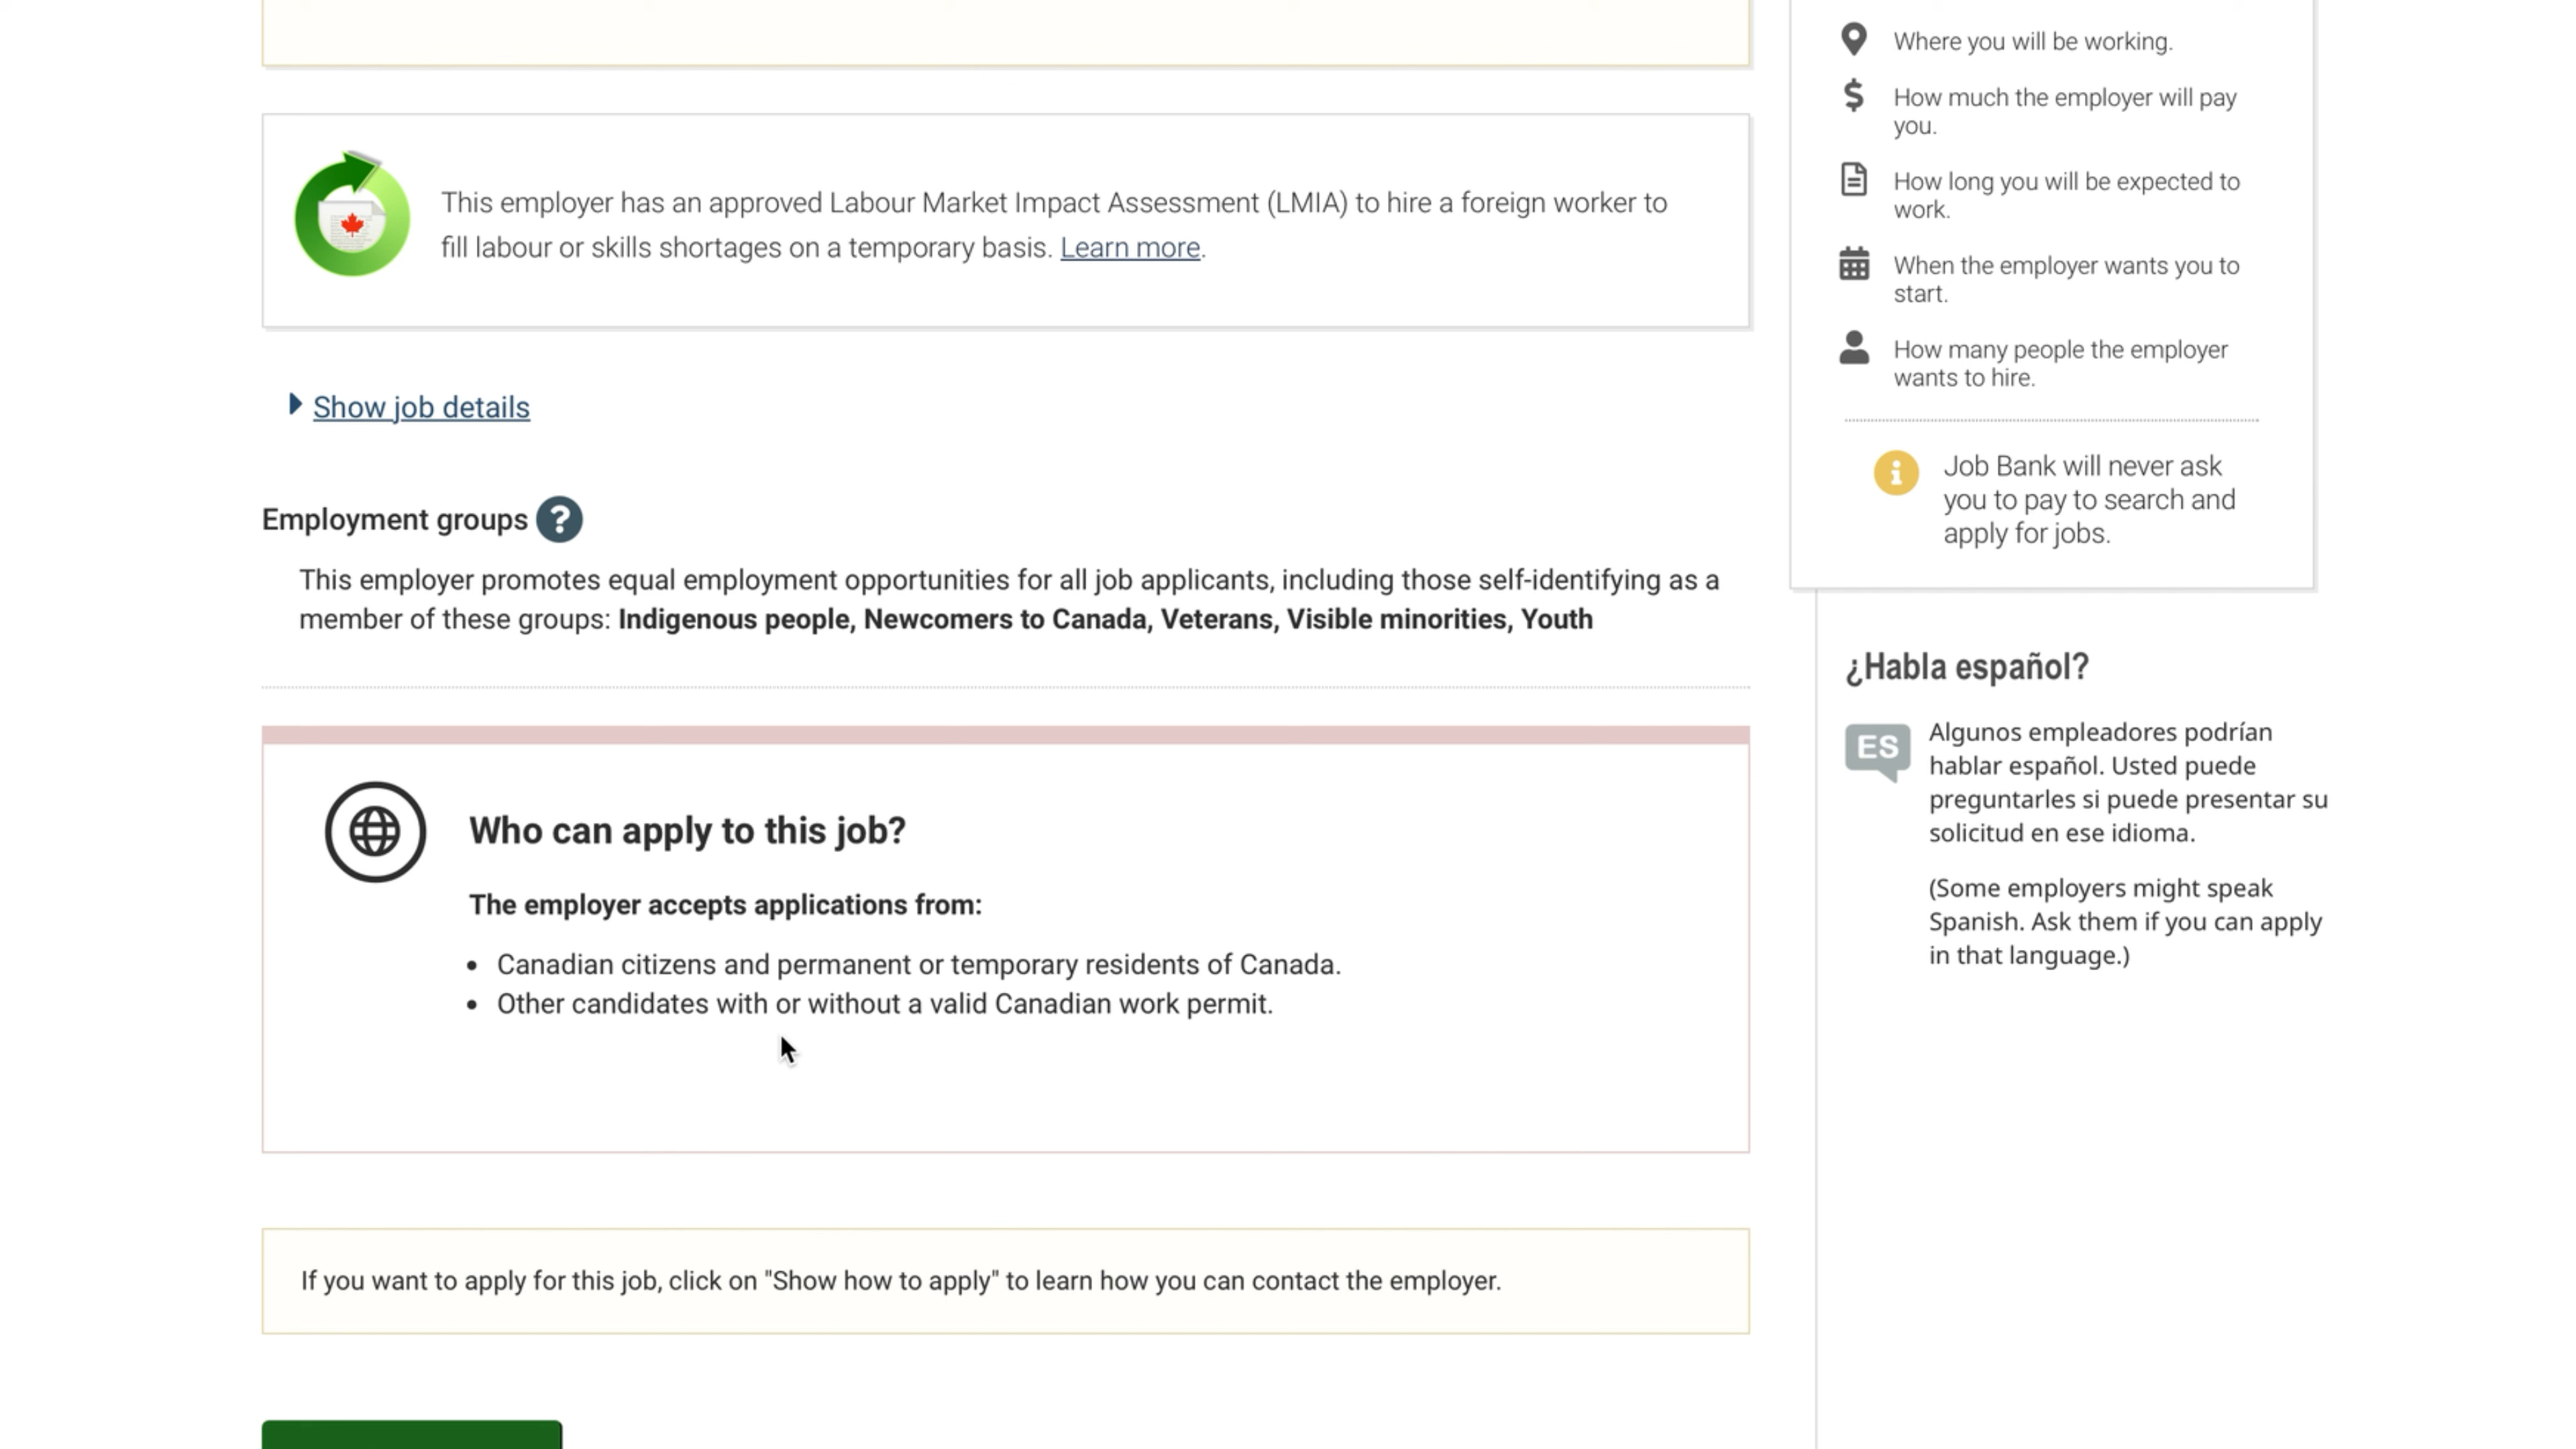 This employer has an approved Labour Market Impact Assessment (LMIA) to hire a foreign worker to
fill labour or skills shortages on a temporary basis. Learn more.
Show job details
Employment groups ?
This employer promotes equal employment opportunities for all job applicants, including those self-identifying as a
member of these groups: Indigenous people, Newcomers to Canada, Veterans, Visible minorities, Youth
Who can apply to this job?
The employer accepts applications from:
• Canadian citizens and permanent or temporary residents of Canada.
• Other candidates with or without a valid Canadian work permit.
If you want to apply for this job, click on "Show how to apply" to learn how you can contact the employer.
Where you will be working.
$ How much the employer will pay
you.
How long you will be expected to
work.
When the employer wants you to
start.
How many people the employer
wants to hire.
i Job Bank will never ask
you to pay to search and
apply for jobs.
¿Habla español?
ES Algunos empleadores podrían
hablar español. Usted puede
preguntarles si puede presentar su
solicitud en ese idioma.
(Some employers might speak
Spanish. Ask them if you can apply
in that language.)